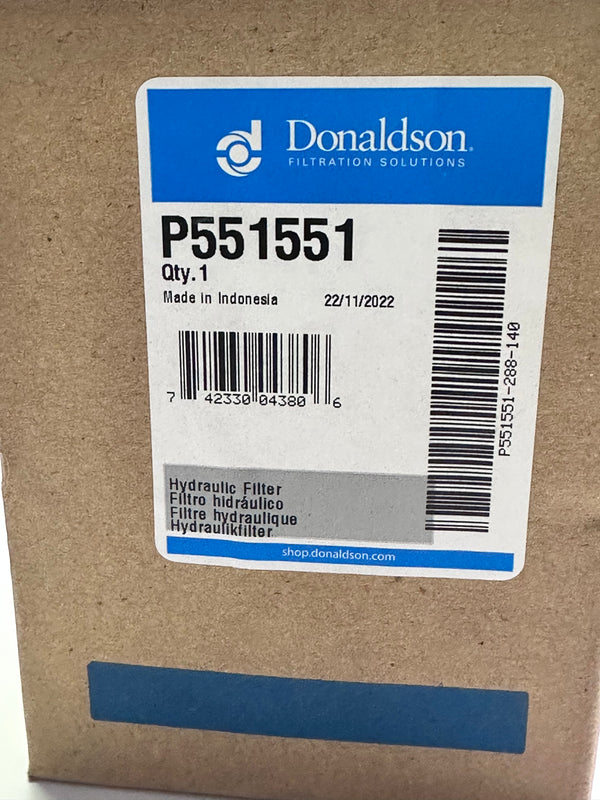 Donaldson.
FILTRATION SOLUTIONS
P551551
Qty.1
Made in Indonesia 22/11/2022
7 42330 04380 6
P551551-288-140
Hydraulic Filter
Filtro hidráulico
Filtre hydraulique
Hydraulikfilter
shop.donaldson.com